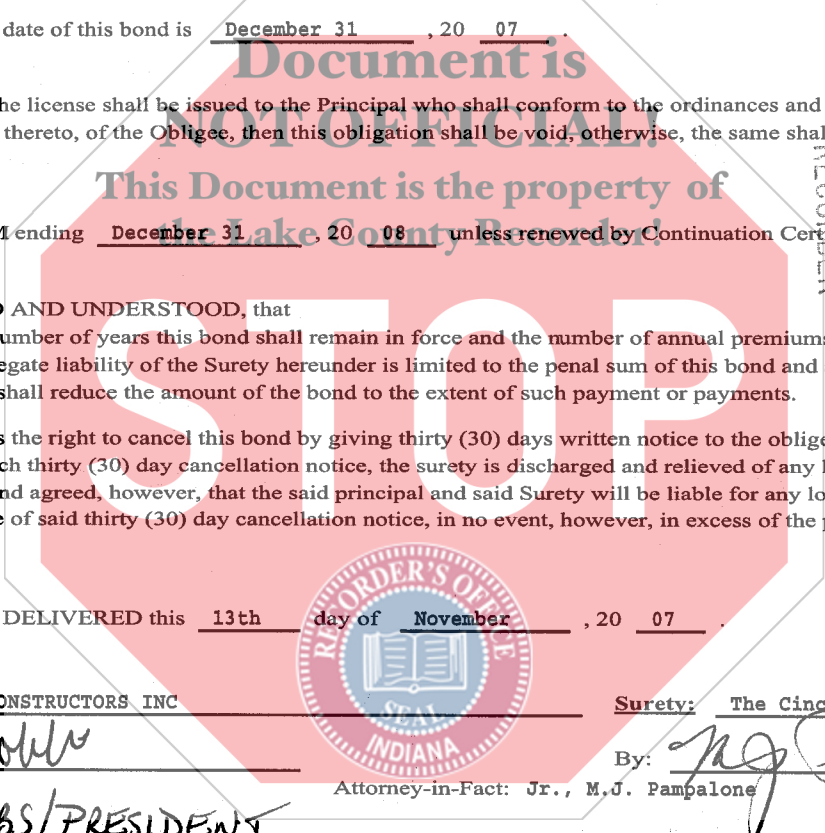 date of this bond is December 31 , 20 07 .
Document is
he license shall be issued to the Principal who shall conform to the ordinances and
NOT OFFICIAL!
thereto, of the Obligee, then this obligation shall be void, otherwise, the same shal
This Document is the property of
the Lake County Recorder!
ending December 31 , 20 08 unless renewed by Continuation Cert
RECORDER
AND UNDERSTOOD, that
umber of years this bond shall remain in force and the number of annual premiums
egate liability of the Surety hereunder is limited to the penal sum of this bond and
shall reduce the amount of the bond to the extent of such payment or payments.
STOP
s the right to cancel this bond by giving thirty (30) days written notice to the oblige
ch thirty (30) day cancellation notice, the surety is discharged and relieved of any l
nd agreed, however, that the said principal and said Surety will be liable for any lo
e of said thirty (30) day cancellation notice, in no event, however, in excess of the p
RECORDER'S OFFICE
SEAL
INDIANA
DELIVERED this 13th day of November , 20 07 .
ONSTRUCTORS INC
Surety: The Cinc
By:
Attorney-in-Fact: Jr., M.J. Pampalone
BS/PRESIDENT